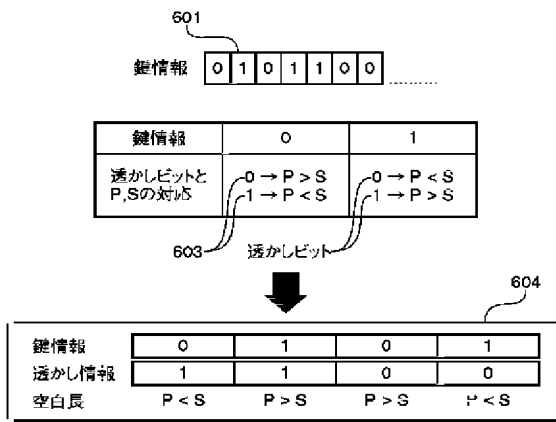 601
鍵情報 0 1 0 1 1 0 0 ............
鍵情報 0 1
透かしビットと 0 → P > S 0 → P < S
P,Sの対応 1 → P < S 1 → P > S
603 透かしビット
604
鍵情報 0 1 0 1
透かし情報 1 1 0 0
空白長 P < S P > S P > S P < S